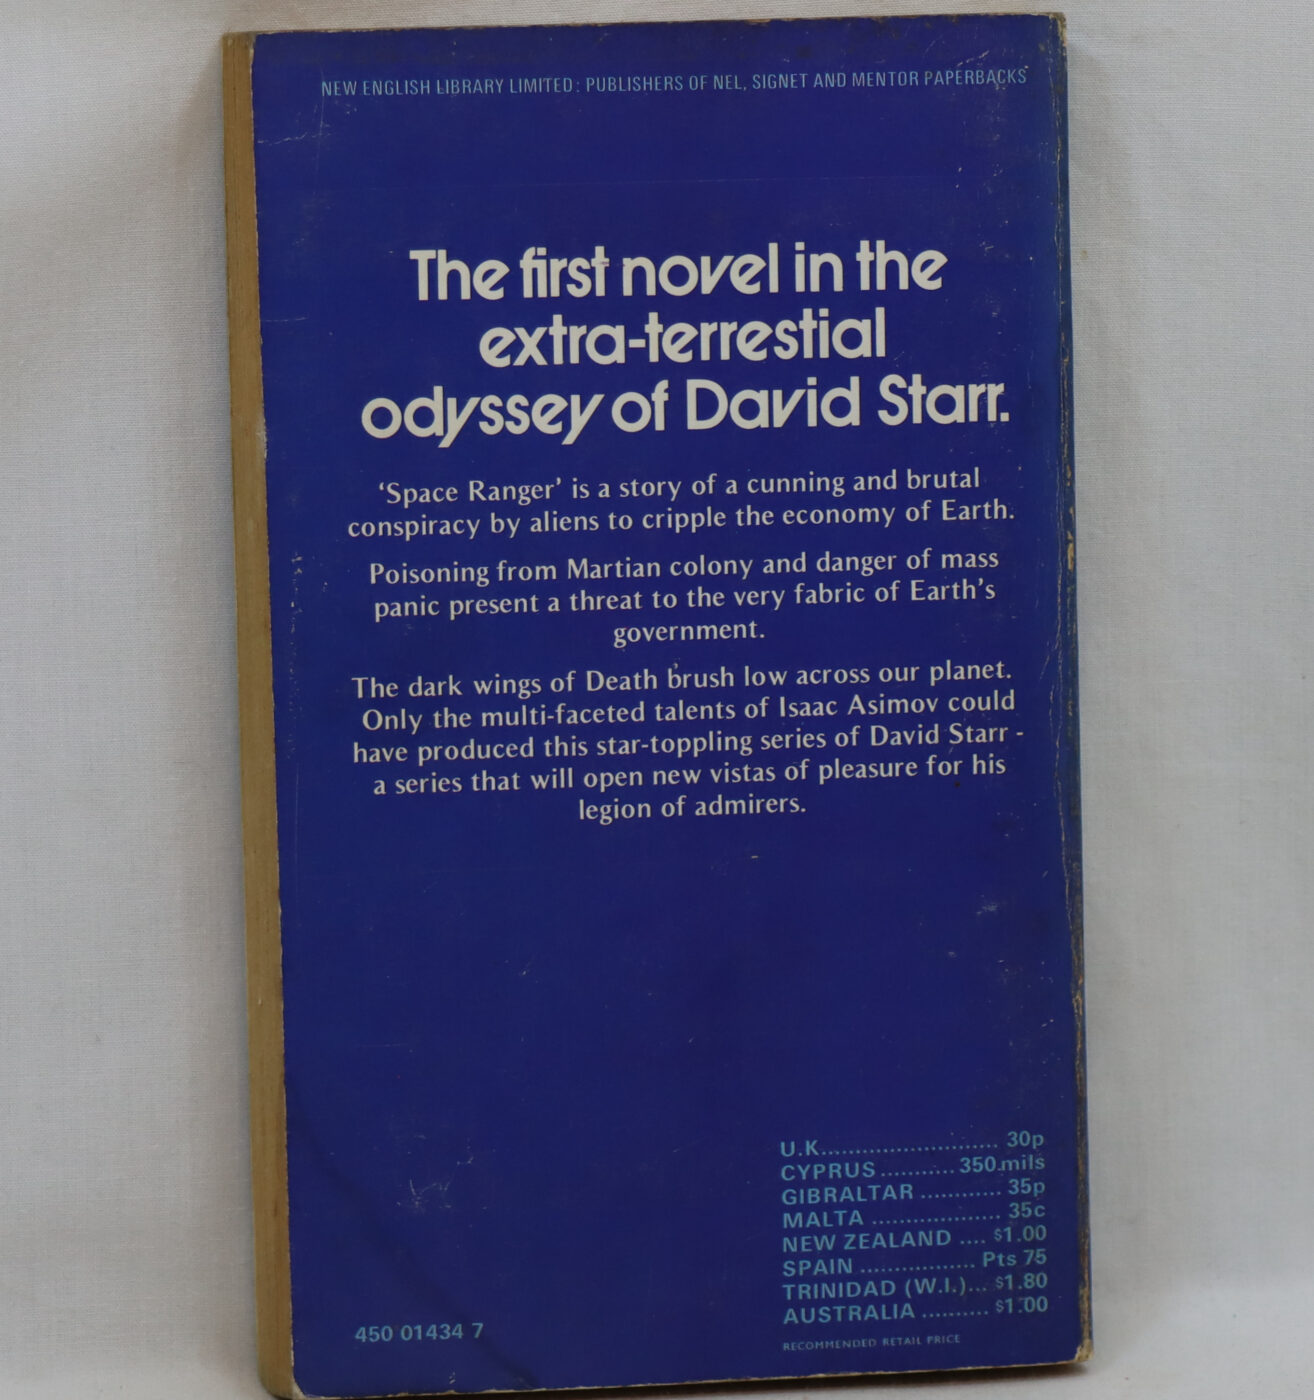 NEW ENGLISH LIBRARY LIMITED: PUBLISHERS OF NEL, SIGNET AND MENTOR PAPERBACKS
The first novel in the
extra-terrestial
odyssey of David Starr.
‘Space Ranger’ is a story of a cunning and brutal
conspiracy by aliens to cripple the economy of Earth.
Poisoning from Martian colony and danger of mass
panic present a threat to the very fabric of Earth’s
government.
The dark wings of Death brush low across our planet.
Only the multi-faceted talents of Isaac Asimov could
have produced this star-toppling series of David Starr -
a series that will open new vistas of pleasure for his
legion of admirers.
U.K.......................... 30p
CYPRUS ........... 350.mils
GIBRALTAR ............ 35p
MALTA ................... 35c
NEW ZEALAND .... $1.00
SPAIN ................. Pts 75
TRINIDAD (W.I.)... $1.80
AUSTRALIA .......... $1.00
RECOMMENDED RETAIL PRICE
450 01434 7